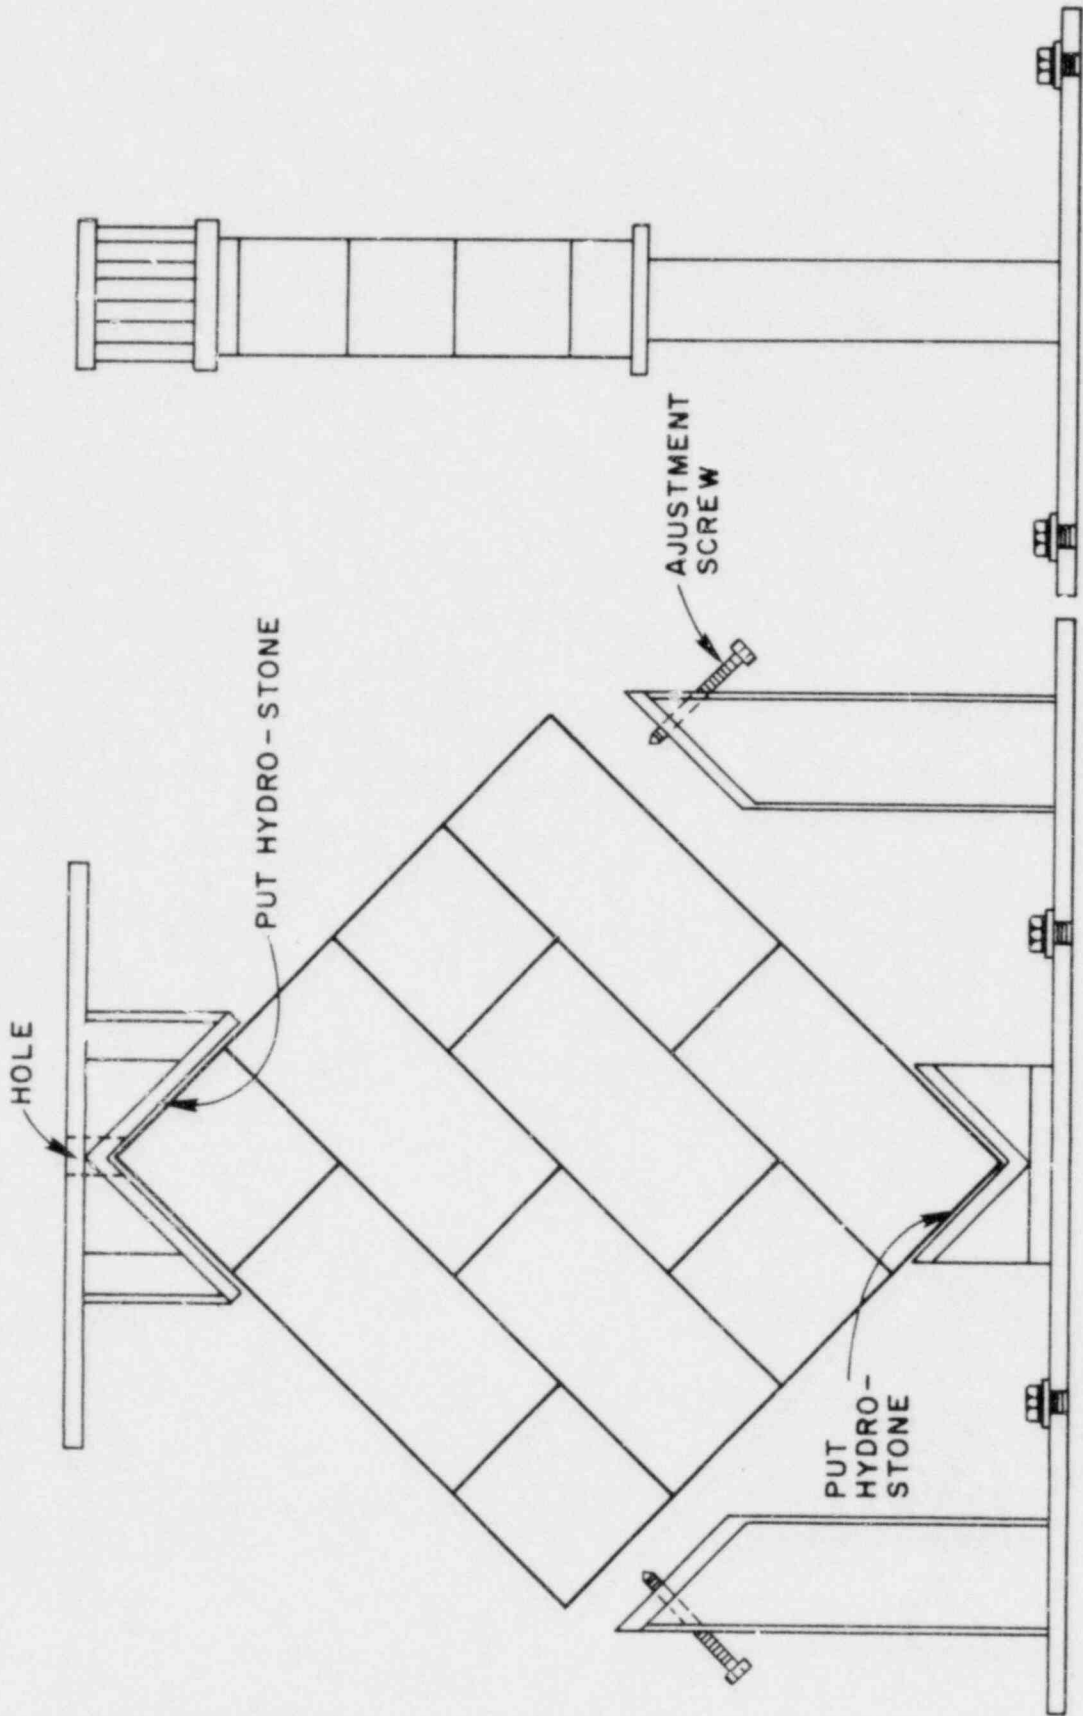 HOLE
PUT HYDRO-STONE
AJUSTMENT
SCREW
PUT
HYDRO-
STONE